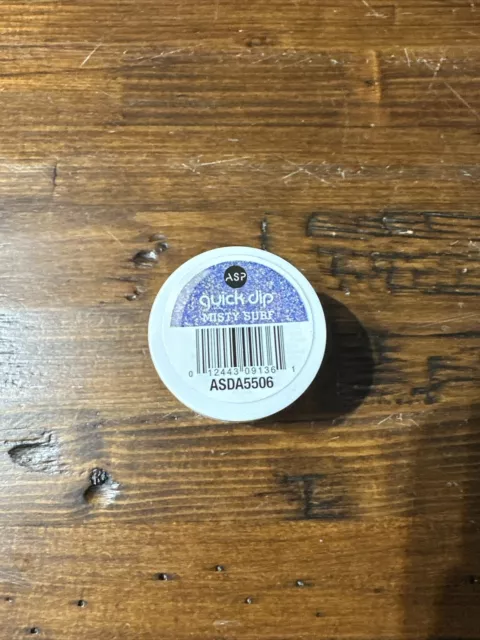 ASP
quick dip
MISTY SURF
0 12443 09136 1
ASDA5506